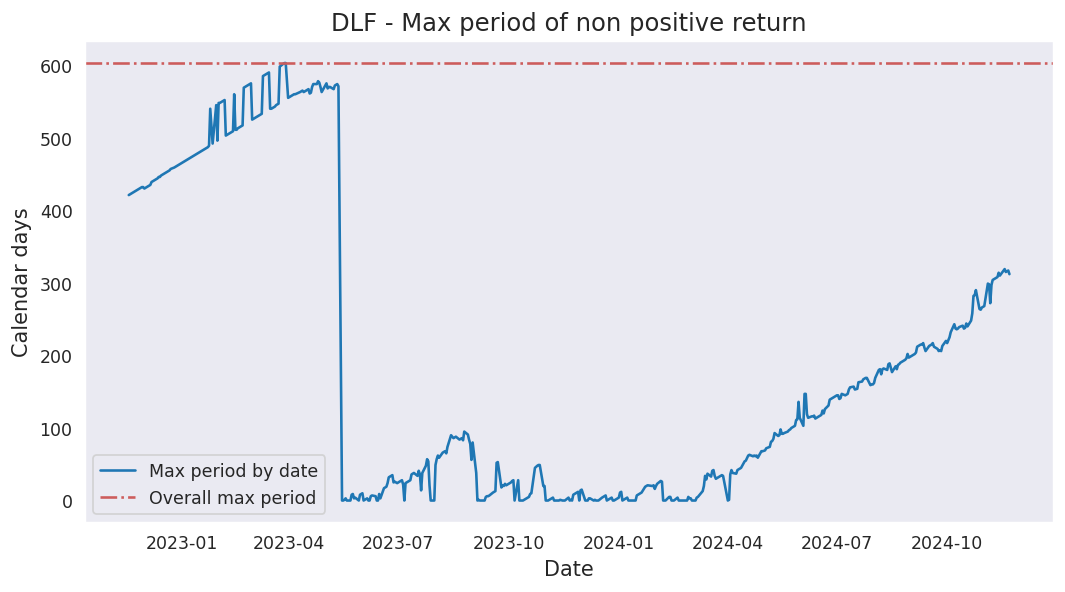 DLF - Max period of non positive return
600
500
400
300
200
100
0
Calendar days
Max period by date
Overall max period
2023-01 2023-04 2023-07 2023-10 2024-01 2024-04 2024-07 2024-10
Date